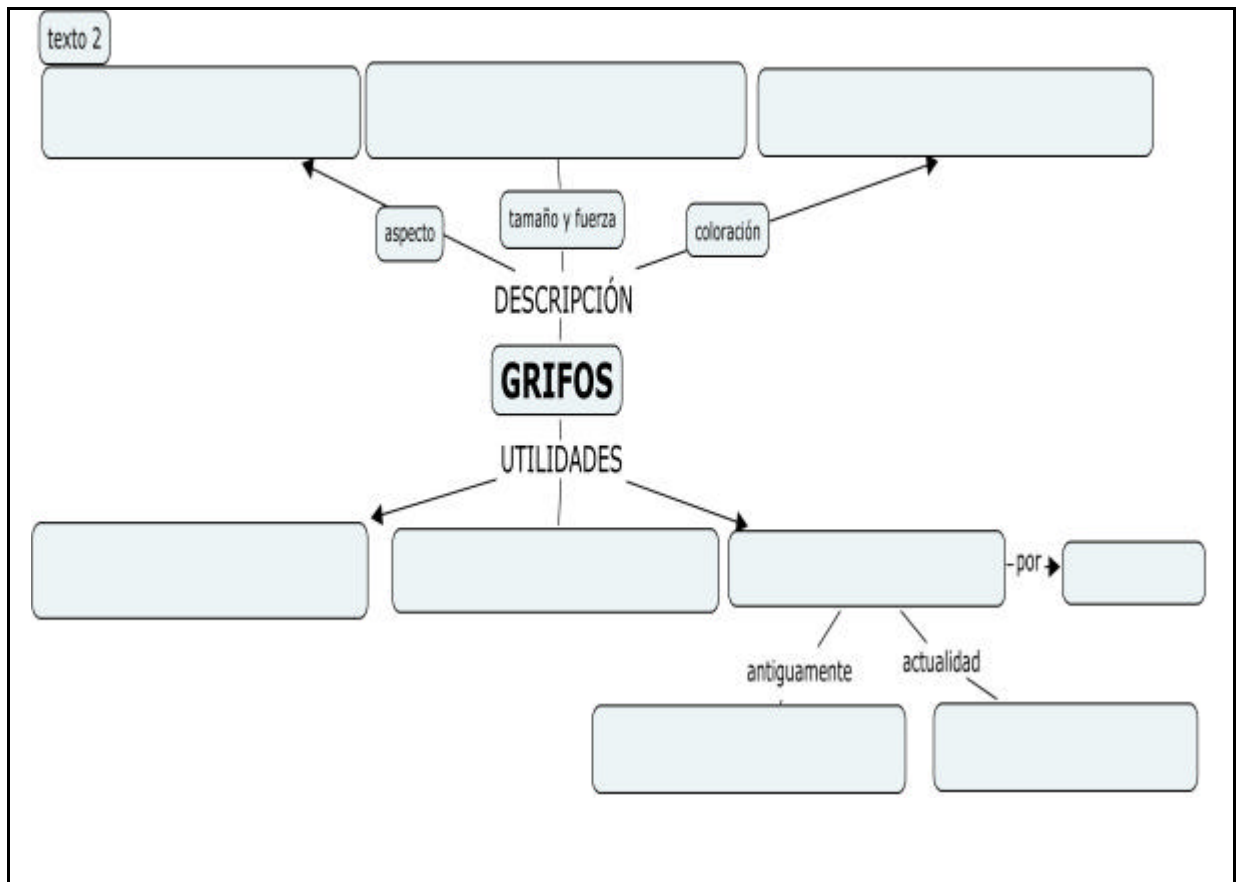 texto 2
aspecto
tamaño y fuerza
coloración
DESCRIPCIÓN
GRIFOS
UTILIDADES
por
antiguamente
actualidad